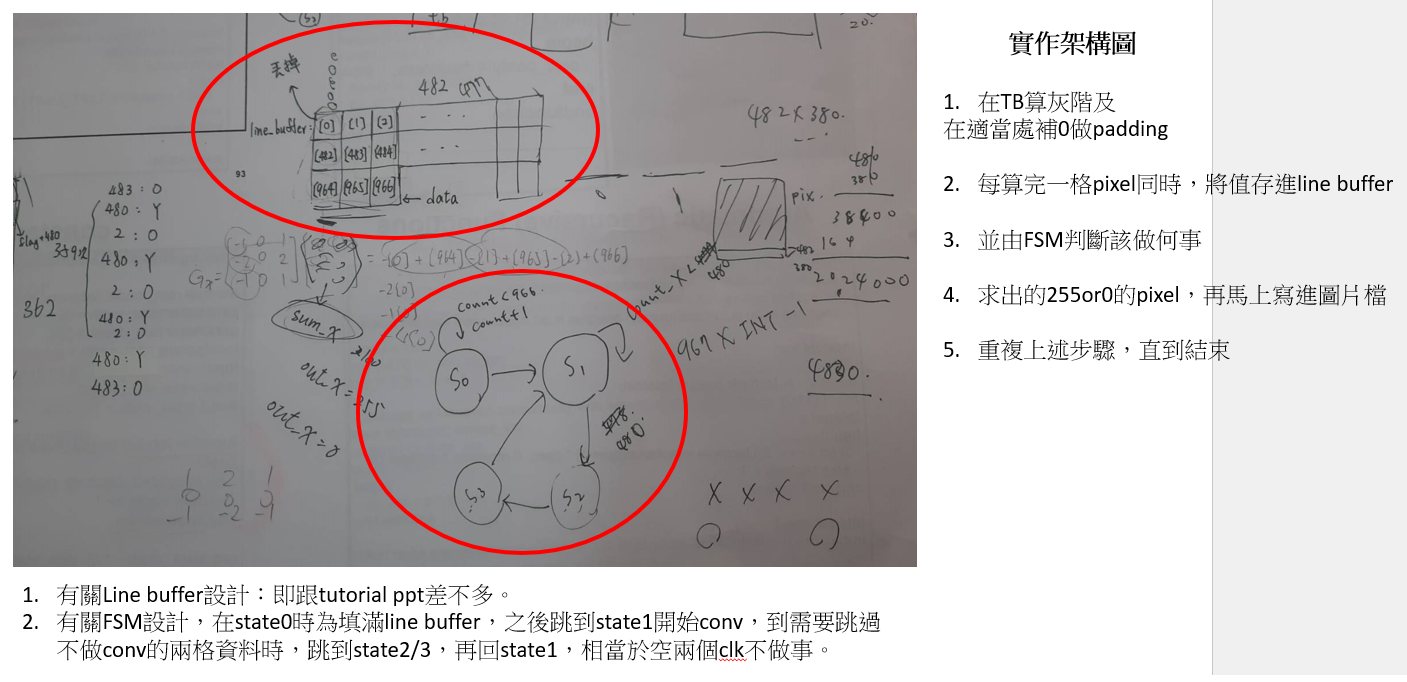 實作架構圖
1. 在TB算灰階及
在適當處補0做padding
2. 每算完一格pixel同時，將值存進line buffer
3. 並由FSM判斷該做何事
4. 求出的255or0的pixel，再馬上寫進圖片檔
5. 重複上述步驟，直到結束
丟掉
482
line_buffer:
[0] [1] [2] - - -
[482] [483] [484] - - -
[964] [965] [966]
← data
93
482 x 380.
pix.
967 X INT -1
483 : 0
480 : Y
2 : 0
480 : Y
2 : 0
480 : Y
2 : 0
480 : Y
483 : 0
362
Gx=
sum_x
out_x = 255
out_x = 0
count<966
count+1
S0
S1
S3
S2
480
1 2 1
0 0 0
-1 -2 -1
X X X X
1. 有關Line buffer設計：即跟tutorial ppt差不多。
2. 有關FSM設計，在state0時為填滿line buffer，之後跳到state1開始conv，到需要跳過
不做conv的兩格資料時，跳到state2/3，再回state1，相當於空兩個clk不做事。